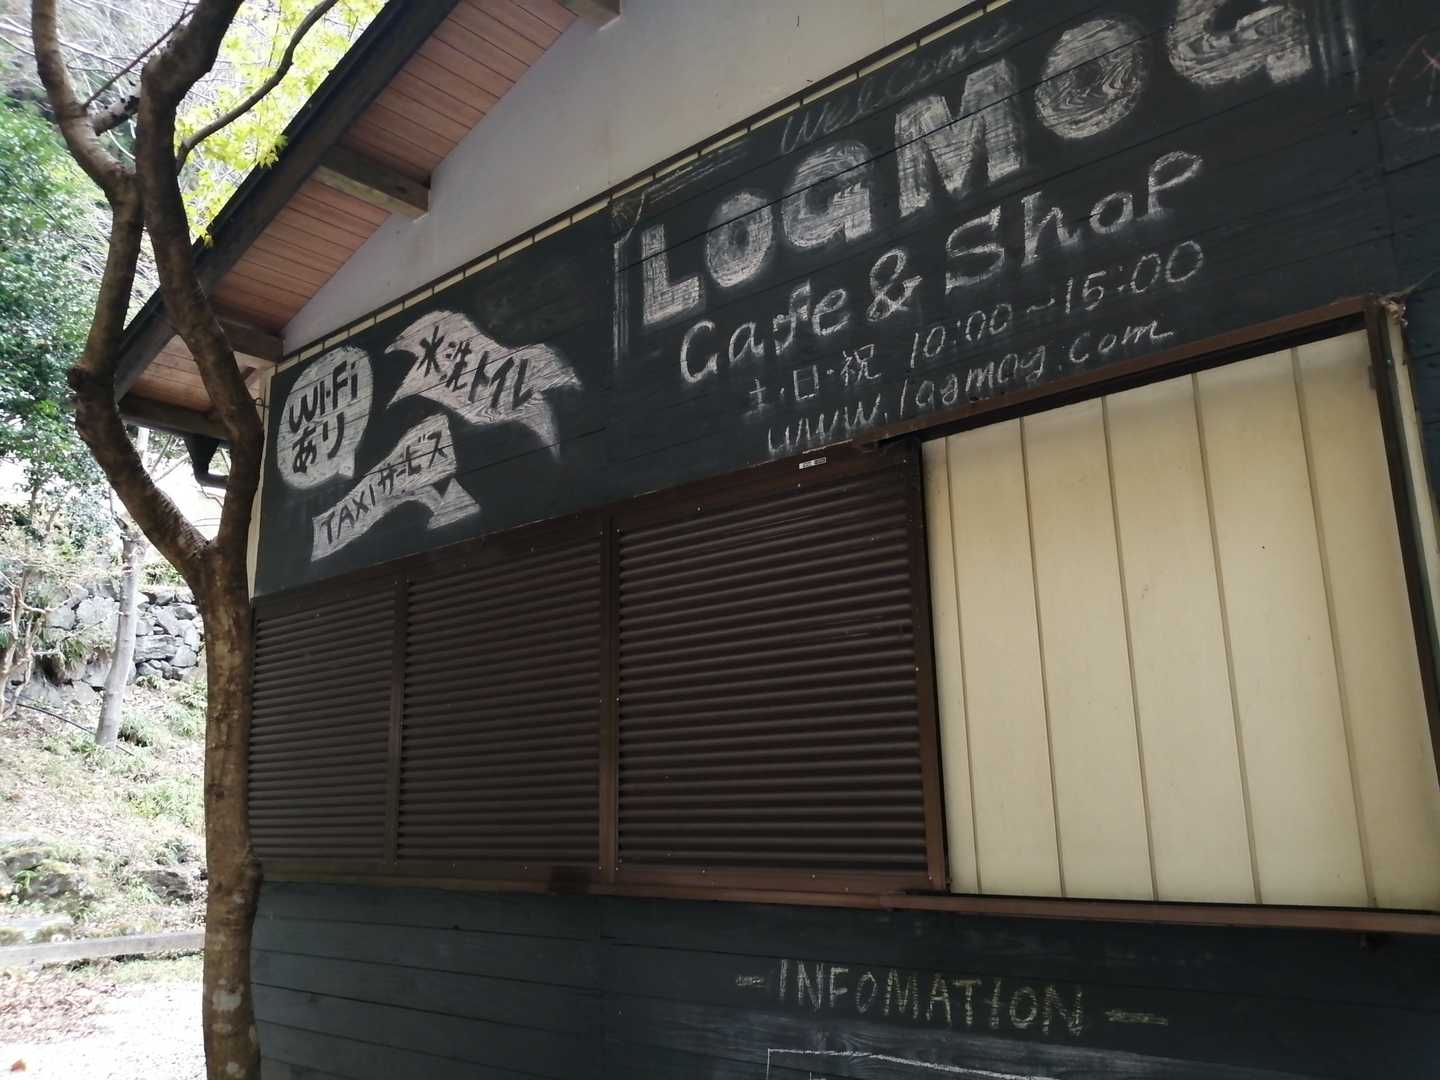 Welcome
LOGMOG
Cafe & Shop
土・日・祝 10:00~15:00
www.logmog.com
WI-Fi
あり
水洗トイレ
TAXIサービス
-INFOMATION-